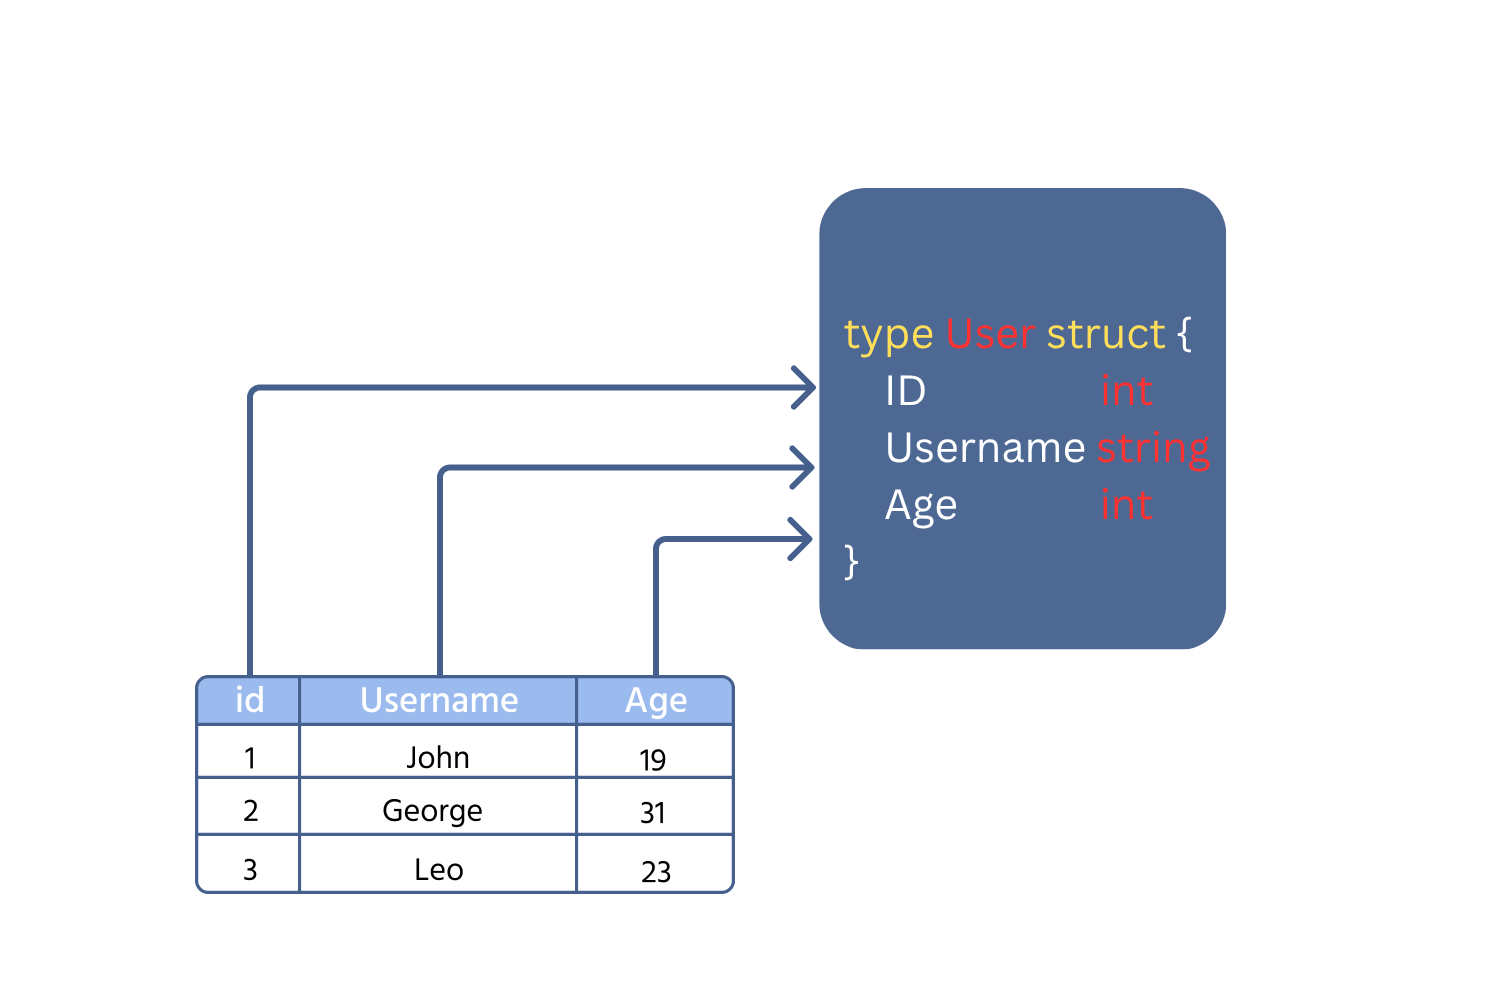 type User struct {
ID int
Username string
Age int
}
id Username Age
1 John 19
2 George 31
3 Leo 23